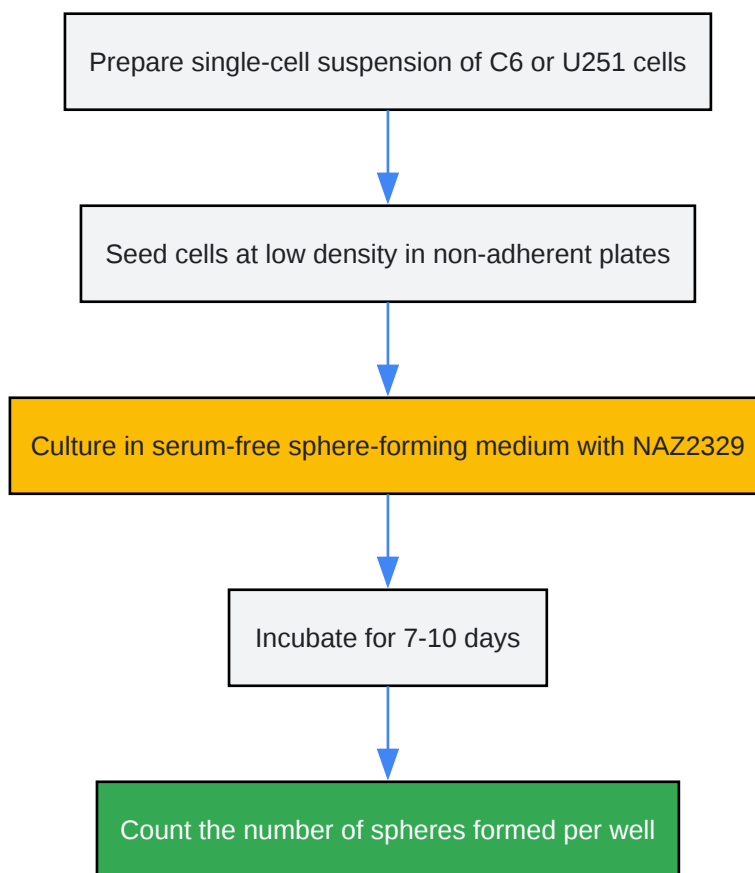 Prepare single-cell suspension of C6 or U251 cells
Seed cells at low density in non-adherent plates
Culture in serum-free sphere-forming medium with NAZ2329
Incubate for 7-10 days
Count the number of spheres formed per well